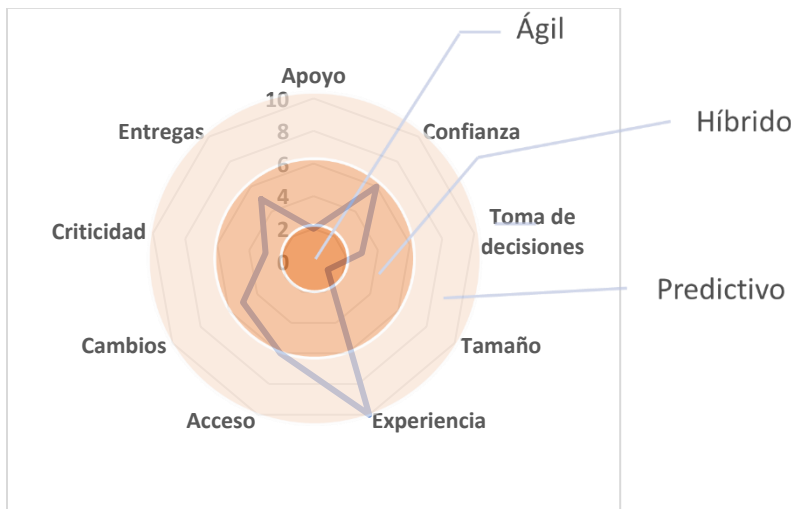 Ágil
Apoyo
10
Entregas
8
Confianza
Híbrido
6
4
Criticidad
2
Toma de
decisiones
0
Predictivo
Cambios
Tamaño
Acceso
Experiencia